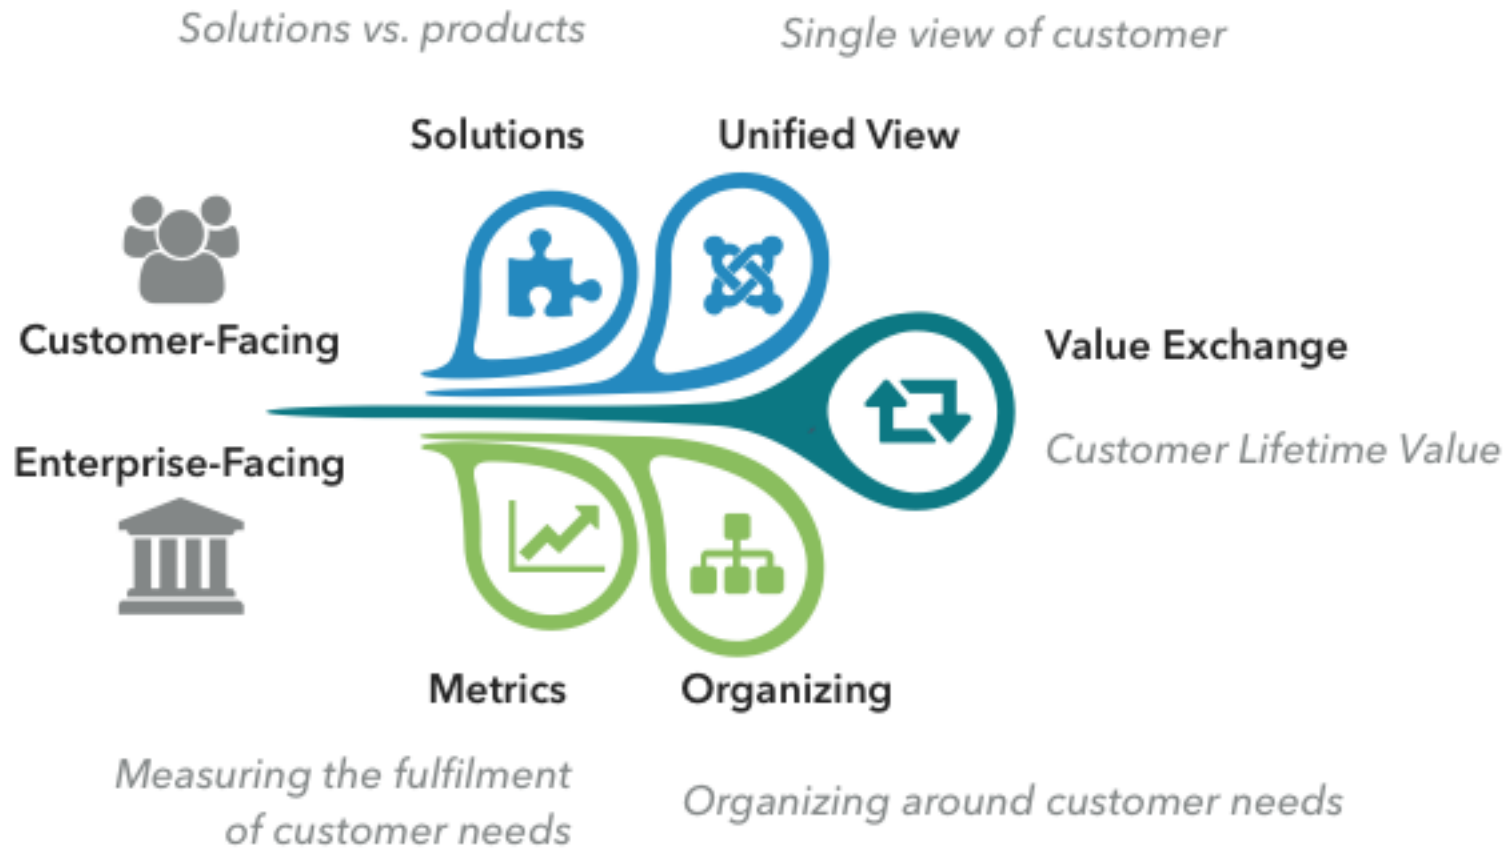 Solutions vs. products
Single view of customer
Solutions
Unified View
Customer-Facing
Value Exchange
Customer Lifetime Value
Enterprise-Facing
Metrics
Organizing
Measuring the fulfilment
of customer needs
Organizing around customer needs